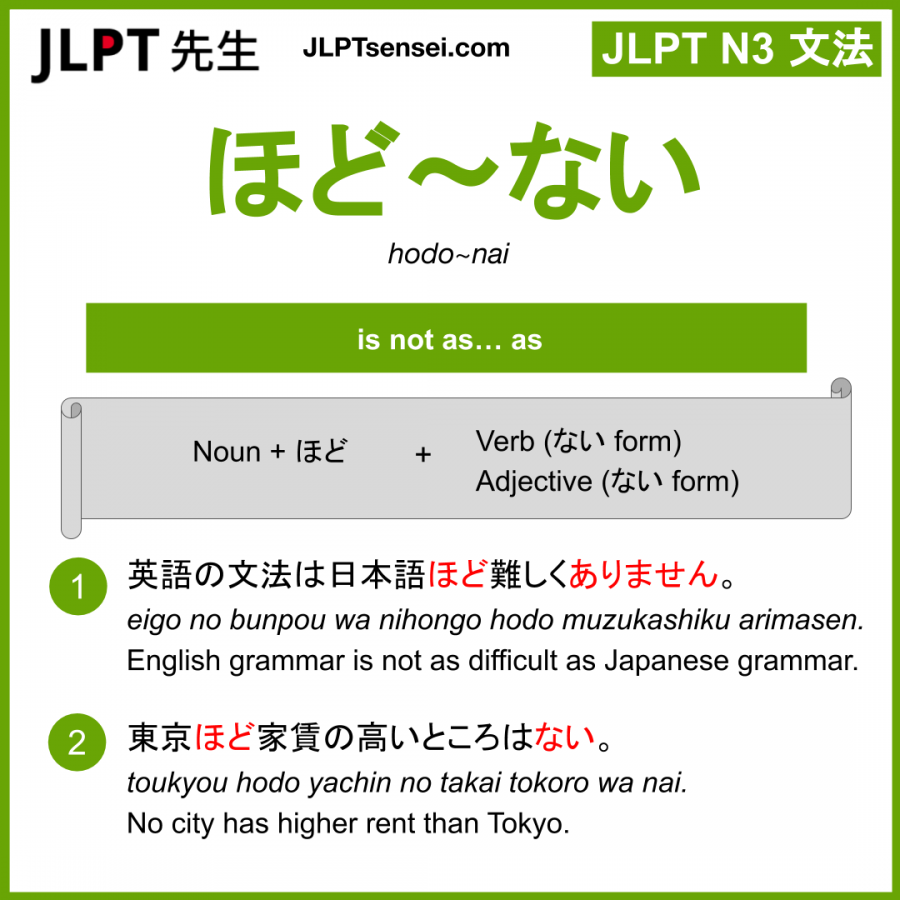 JLPT 先生
JLPTsensei.com
JLPT N3 文法
ほど〜ない
hodo~nai
is not as… as
Noun + ほど + Verb (ない form)
Adjective (ない form)
1 英語の文法は日本語ほど難しくありません。
eigo no bunpou wa nihongo hodo muzukashiku arimasen.
English grammar is not as difficult as Japanese grammar.
2 東京ほど家賃の高いところはない。
toukyou hodo yachin no takai tokoro wa nai.
No city has higher rent than Tokyo.